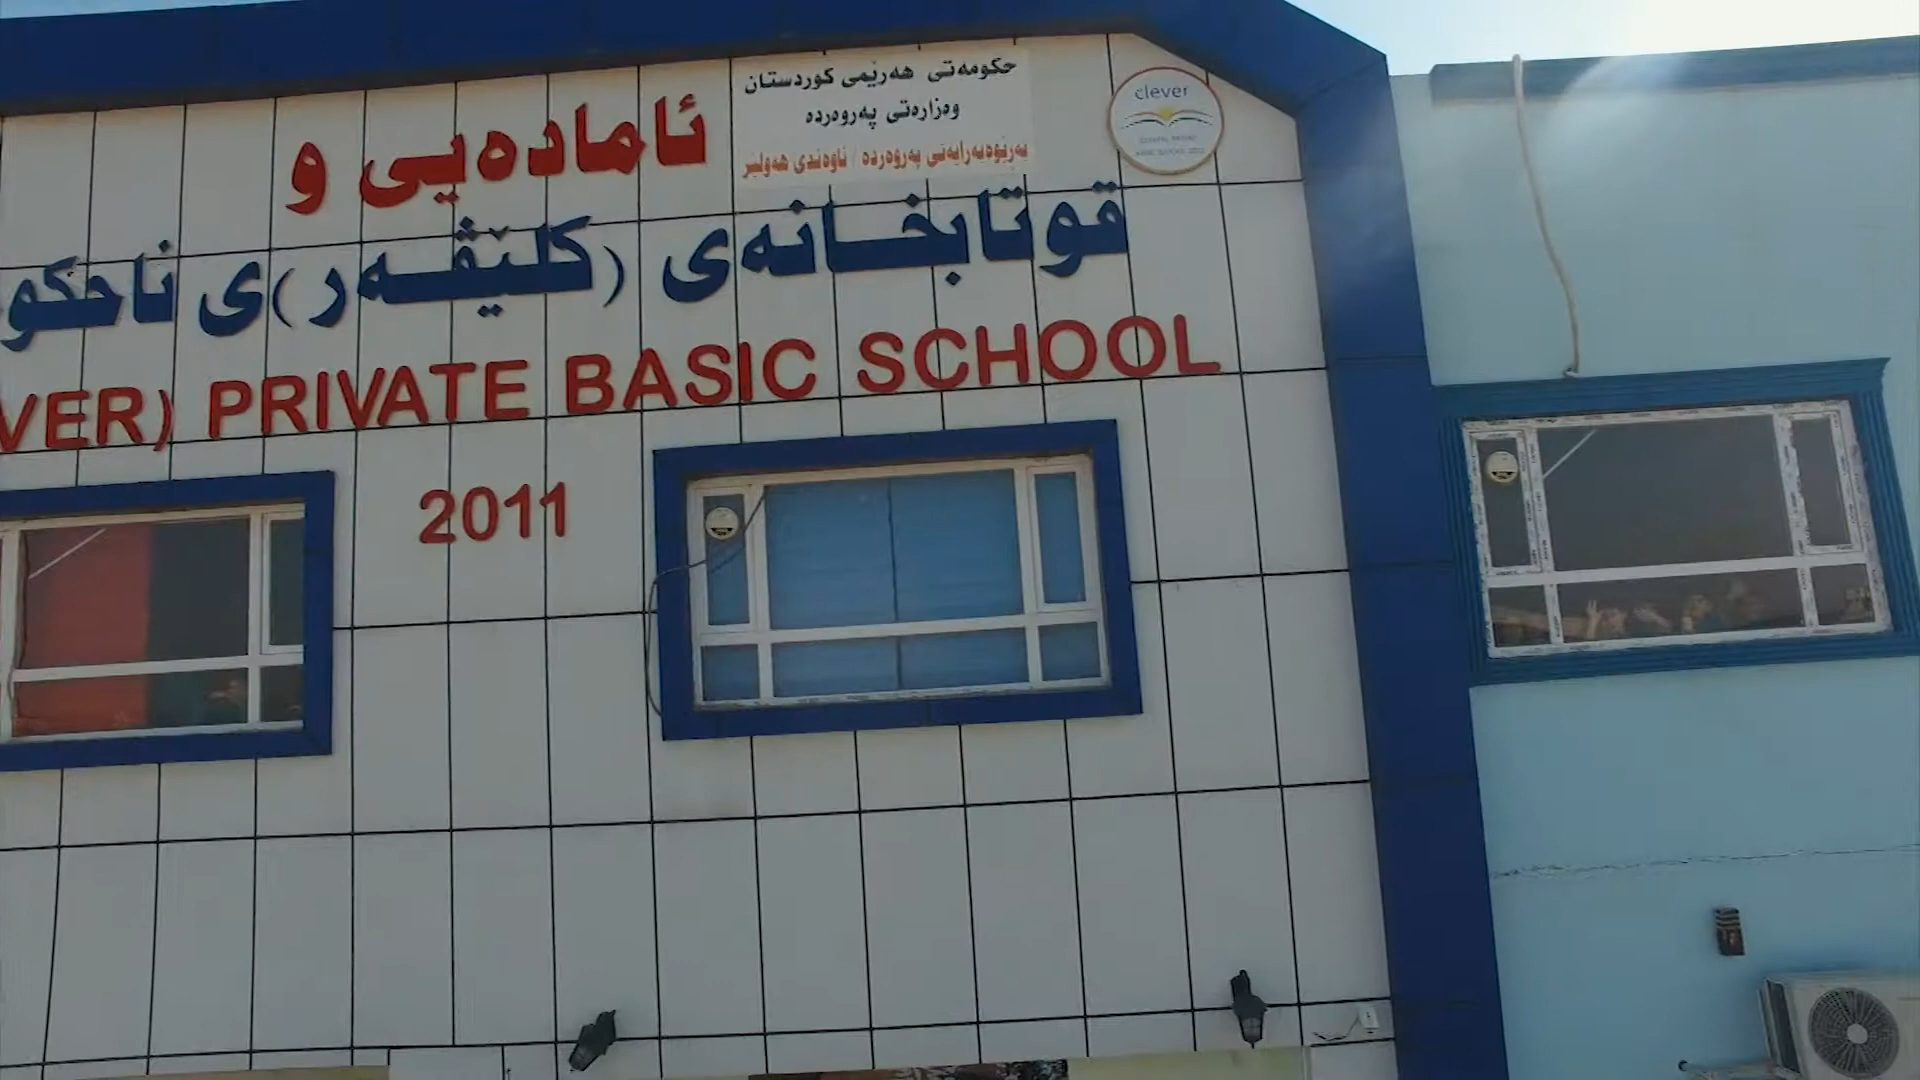 حکومەتی هەرێمی کوردستان
وەزارەتی پەروەردە
بەڕێوەبەرایەتی پەروەردە / ناوەندی هەولێر
clever
ئامادەیی و
قوتابخانەی (کلێڤەر)ی ناحکو
VER) PRIVATE BASIC SCHOOL
2011